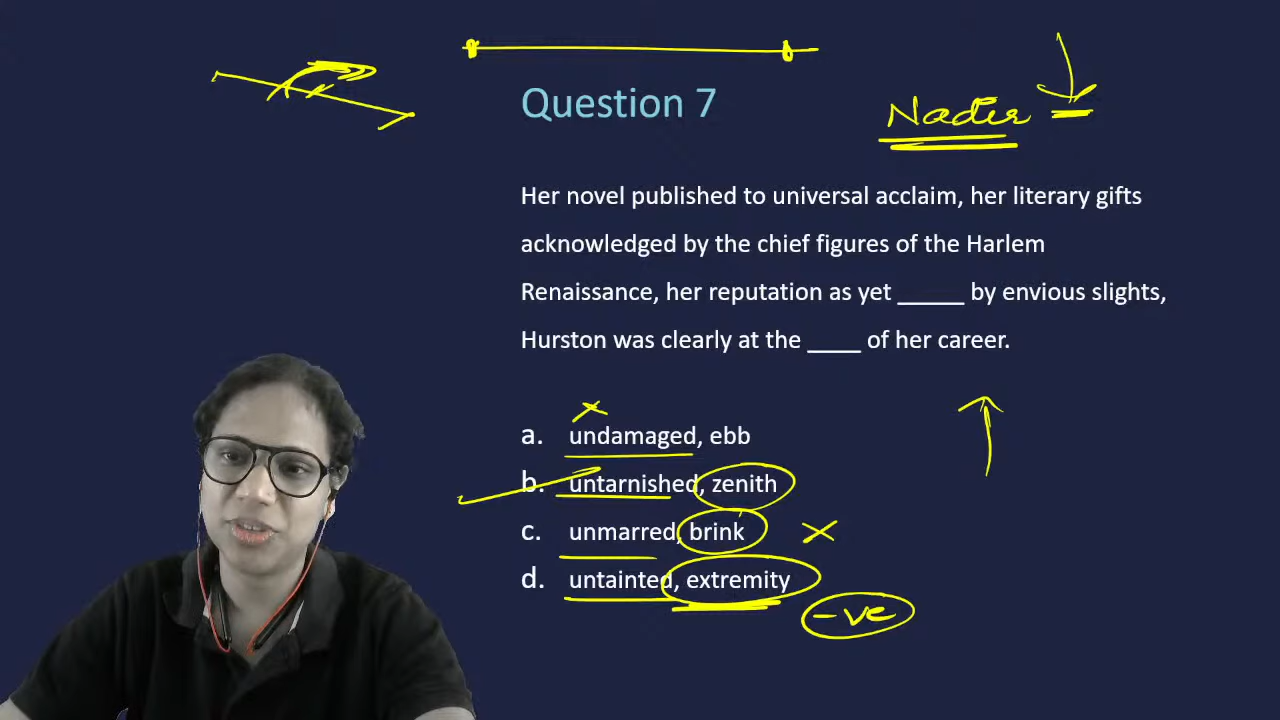 Question 7
Nadir
Her novel published to universal acclaim, her literary gifts
acknowledged by the chief figures of the Harlem
Renaissance, her reputation as yet _____ by envious slights,
Hurston was clearly at the ____ of her career.
a. undamaged, ebb
b. untarnished, zenith
c. unmarred, brink
d. untainted, extremity
-ve